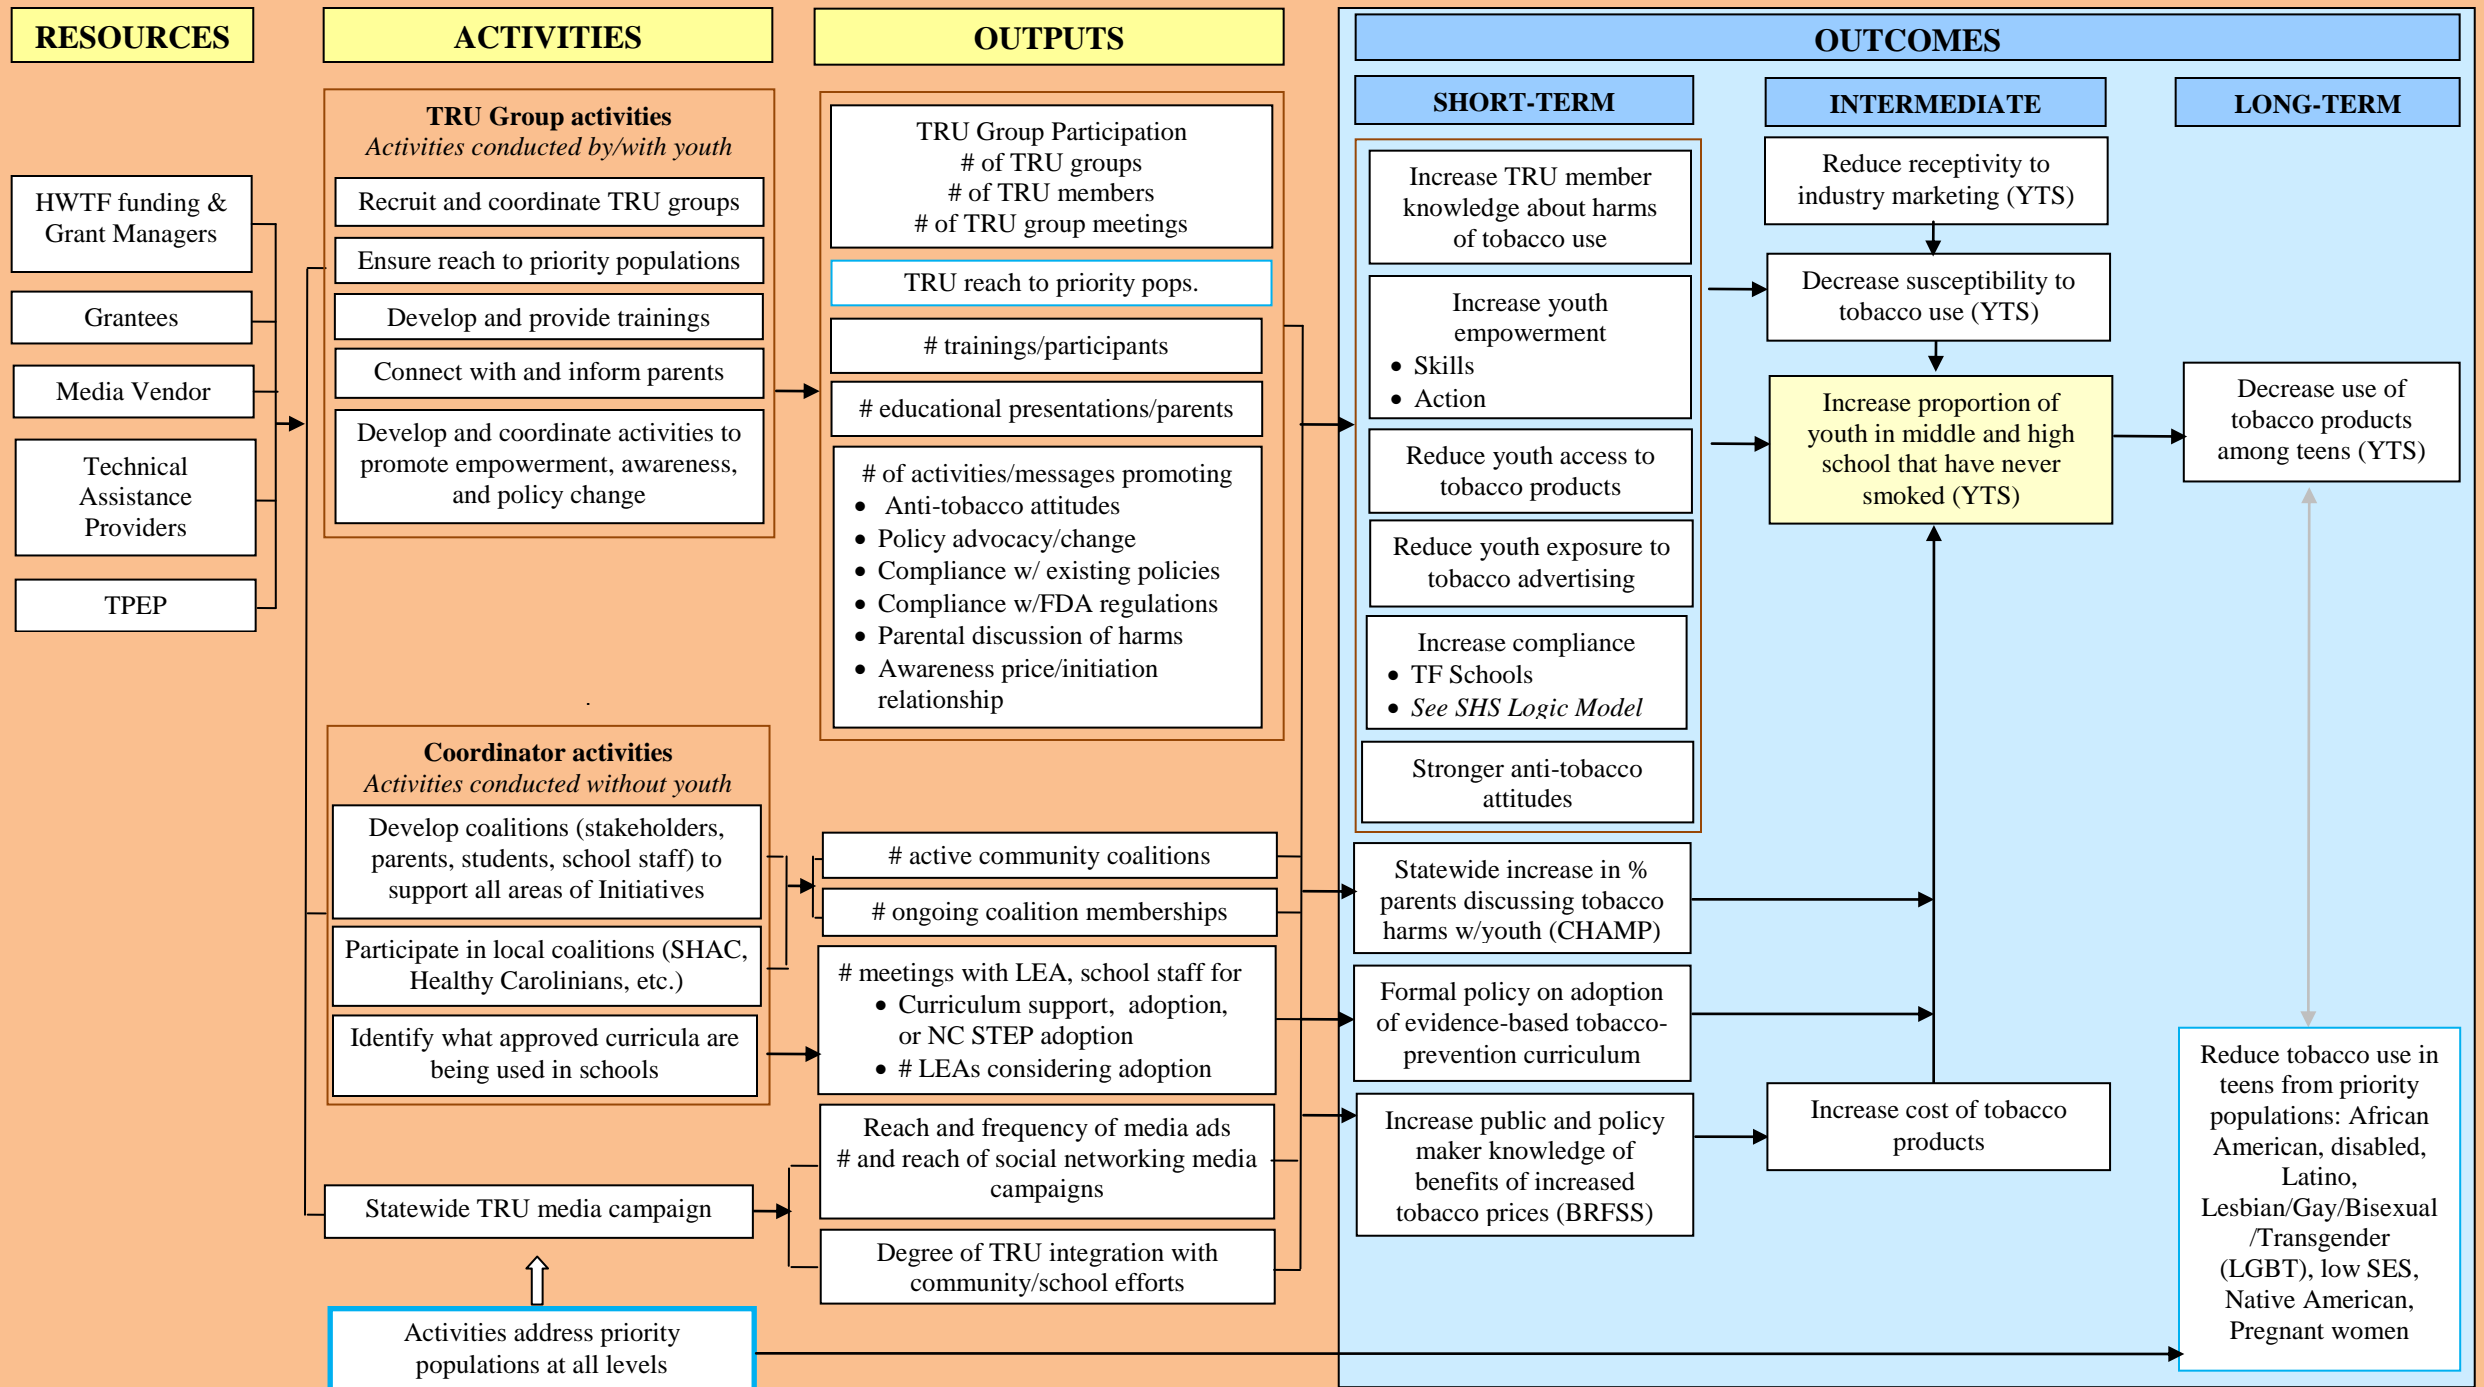 RESOURCES
ACTIVITIES
OUTPUTS
OUTCOMES
SHORT-TERM
INTERMEDIATE
LONG-TERM
HWTF funding &
Grant Managers
Grantees
Media Vendor
Technical
Assistance
Providers
TPEP
TRU Group activities
Activities conducted by/with youth
Recruit and coordinate TRU groups
Ensure reach to priority populations
Develop and provide trainings
Connect with and inform parents
Develop and coordinate activities to
promote empowerment, awareness,
and policy change
.
Coordinator activities
Activities conducted without youth
Develop coalitions (stakeholders,
parents, students, school staff) to
support all areas of Initiatives
Participate in local coalitions (SHAC,
Healthy Carolinians, etc.)
Identify what approved curricula are
being used in schools
Statewide TRU media campaign
Activities address priority
populations at all levels
TRU Group Participation
# of TRU groups
# of TRU members
# of TRU group meetings
TRU reach to priority pops.
# trainings/participants
# educational presentations/parents
# of activities/messages promoting
• Anti-tobacco attitudes
• Policy advocacy/change
• Compliance w/ existing policies
• Compliance w/FDA regulations
• Parental discussion of harms
• Awareness price/initiation
relationship
# active community coalitions
# ongoing coalition memberships
# meetings with LEA, school staff for
• Curriculum support, adoption,
or NC STEP adoption
• # LEAs considering adoption
Reach and frequency of media ads
# and reach of social networking media
campaigns
Degree of TRU integration with
community/school efforts
Increase TRU member
knowledge about harms
of tobacco use
Increase youth
empowerment
• Skills
• Action
Reduce youth access to
tobacco products
Reduce youth exposure to
tobacco advertising
Increase compliance
• TF Schools
• See SHS Logic Model
Stronger anti-tobacco
attitudes
Statewide increase in %
parents discussing tobacco
harms w/youth (CHAMP)
Formal policy on adoption
of evidence-based tobacco-
prevention curriculum
Increase public and policy
maker knowledge of
benefits of increased
tobacco prices (BRFSS)
Reduce receptivity to
industry marketing (YTS)
Decrease susceptibility to
tobacco use (YTS)
Increase proportion of
youth in middle and high
school that have never
smoked (YTS)
Increase cost of tobacco
products
Decrease use of
tobacco products
among teens (YTS)
Reduce tobacco use in
teens from priority
populations: African
American, disabled,
Latino,
Lesbian/Gay/Bisexual
/Transgender
(LGBT), low SES,
Native American,
Pregnant women